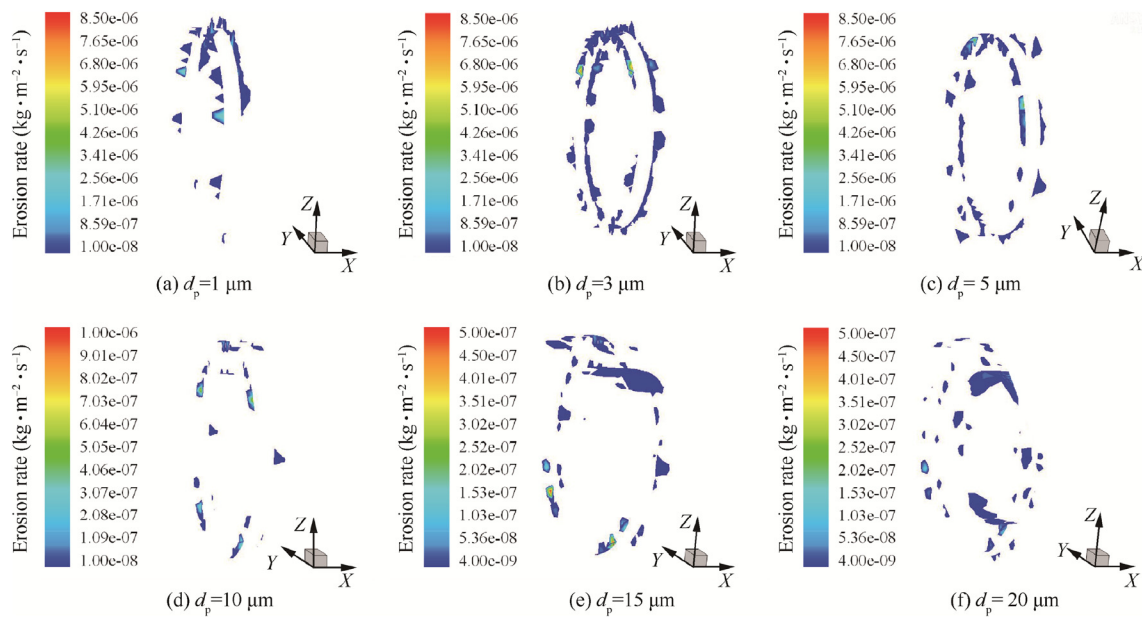 Erosion rate (kg·m⁻²·s⁻¹)
8.50e-06
7.65e-06
6.80e-06
5.95e-06
5.10e-06
4.26e-06
3.41e-06
2.56e-06
1.71e-06
8.59e-07
1.00e-08
Z
Y
X
(a) dₚ=1 μm
Erosion rate (kg·m⁻²·s⁻¹)
8.50e-06
7.65e-06
6.80e-06
5.95e-06
5.10e-06
4.26e-06
3.41e-06
2.56e-06
1.71e-06
8.59e-07
1.00e-08
Z
Y
X
(b) dₚ=3 μm
Erosion rate (kg·m⁻²·s⁻¹)
8.50e-06
7.65e-06
6.80e-06
5.95e-06
5.10e-06
4.26e-06
3.41e-06
2.56e-06
1.71e-06
8.59e-07
1.00e-08
Z
Y
X
(c) dₚ= 5 μm
Erosion rate (kg·m⁻²·s⁻¹)
1.00e-06
9.01e-07
8.02e-07
7.03e-07
6.04e-07
5.05e-07
4.06e-07
3.07e-07
2.08e-07
1.09e-07
1.00e-08
Z
Y
X
(d) dₚ=10 μm
Erosion rate (kg·m⁻²·s⁻¹)
5.00e-07
4.50e-07
4.01e-07
3.51e-07
3.02e-07
2.52e-07
2.02e-07
1.53e-07
1.03e-07
5.36e-08
4.00e-09
Z
Y
X
(e) dₚ=15 μm
Erosion rate (kg·m⁻²·s⁻¹)
5.00e-07
4.50e-07
4.01e-07
3.51e-07
3.02e-07
2.52e-07
2.02e-07
1.53e-07
1.03e-07
5.36e-08
4.00e-09
Z
Y
X
(f) dₚ= 20 μm